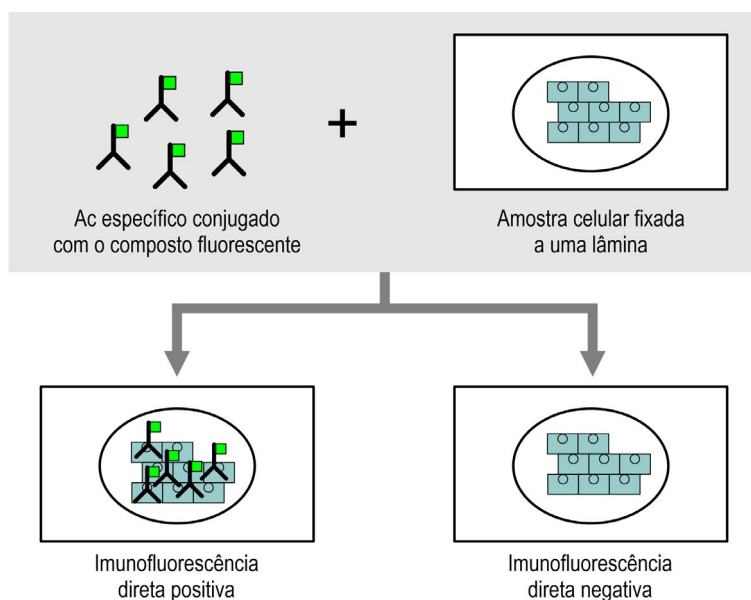 +
Ac específico conjugado
com o composto fluorescente
Amostra celular fixada
a uma lâmina
Imunofluorescência
direta positiva
Imunofluorescência
direta negativa